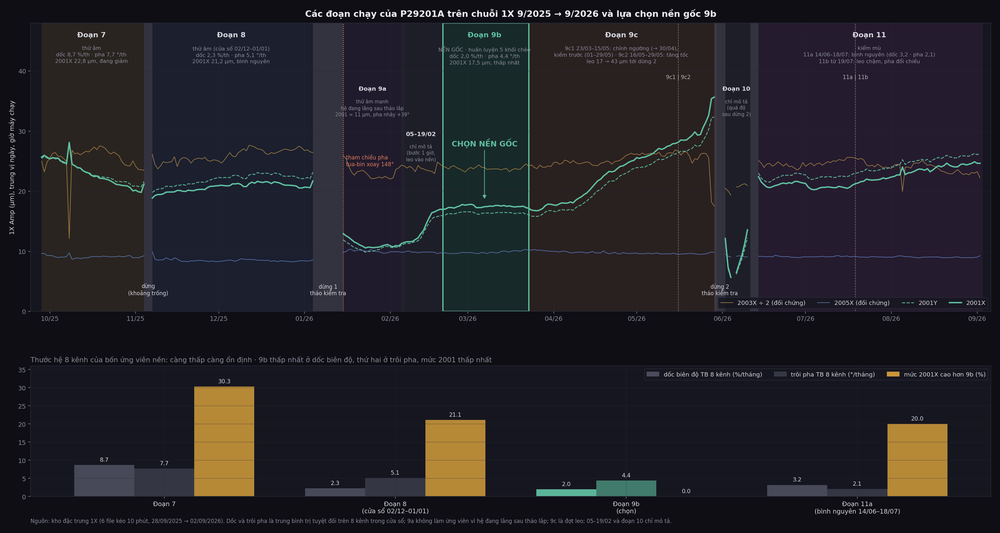 Các đoạn chạy của P29201A trên chuỗi 1X 9/2025 → 9/2026 và lựa chọn nền gốc 9b
1X Amp (µm), trung vị ngày, giờ máy chạy
40
30
20
10
0
Đoạn 7
thử âm
dốc 8,7 %/th · pha 7,7 °/th
2001X 22,8 µm, đang giảm
Đoạn 8
thử âm (cửa sổ 02/12–01/01)
dốc 2,3 %/th · pha 5,1 °/th
2001X 21,2 µm, bình nguyên
Đoạn 9a
thử âm mạnh
hệ đang lắng sau tháo lắp
2001 = 11 µm, pha nhảy +39°
tham chiếu pha
tua-bin xoay 148°
05–19/02
chỉ mô tả
(bước 1 giờ,
leo vào nền)
Đoạn 9b
NỀN GỐC · huấn luyện 5 khối chéo
dốc 2,0 %/th · pha 4,4 °/th
2001X 17,5 µm, thấp nhất
CHỌN NỀN GỐC
Đoạn 9c
9c1 23/03–15/05: chỉnh ngưỡng (→ 30/04),
kiểm trước (01–29/05) · 9c2 16/05–29/05: tăng tốc
leo 17 → 43 µm tới dừng 2
9c1 | 9c2
Đoạn 10
chỉ mô tả
(quá độ
sau dừng 2)
Đoạn 11
kiểm mù
11a 14/06–18/07: bình nguyên (dốc 3,2 · pha 2,1)
11b từ 19/07: leo chậm, pha đổi chiều
11a | 11b
dừng
(khoảng trống)
dừng 1
tháo kiểm tra
dừng 2
tháo kiểm tra
2003X ÷ 2 (đối chứng)
2005X (đối chứng)
2001Y
2001X
10/25
11/25
12/25
01/26
02/26
03/26
04/26
05/26
06/26
07/26
08/26
09/26
Thước hệ 8 kênh của bốn ứng viên nền: càng thấp càng ổn định · 9b thấp nhất ở dốc biên độ, thứ hai ở trôi pha, mức 2001 thấp nhất
35
30
25
20
15
10
5
0
dốc biên độ TB 8 kênh (%/tháng)
trôi pha TB 8 kênh (°/tháng)
mức 2001X cao hơn 9b (%)
8.7
7.7
30.3
2.3
5.1
21.1
2.0
4.4
0.0
3.2
2.1
20.0
Đoạn 7
Đoạn 8
(cửa sổ 02/12–01/01)
Đoạn 9b
(chọn)
Đoạn 11a
(bình nguyên 14/06–18/07)
Nguồn: kho đặc trưng 1X (6 file kéo 10 phút, 28/09/2025 → 02/09/2026). Dốc và trôi pha là trung bình trị tuyệt đối trên 8 kênh trong cửa sổ; 9a không làm ứng viên vì hệ đang lắng sau tháo lắp; 9c là đợt leo; 05–19/02 và đoạn 10 chỉ mô tả.